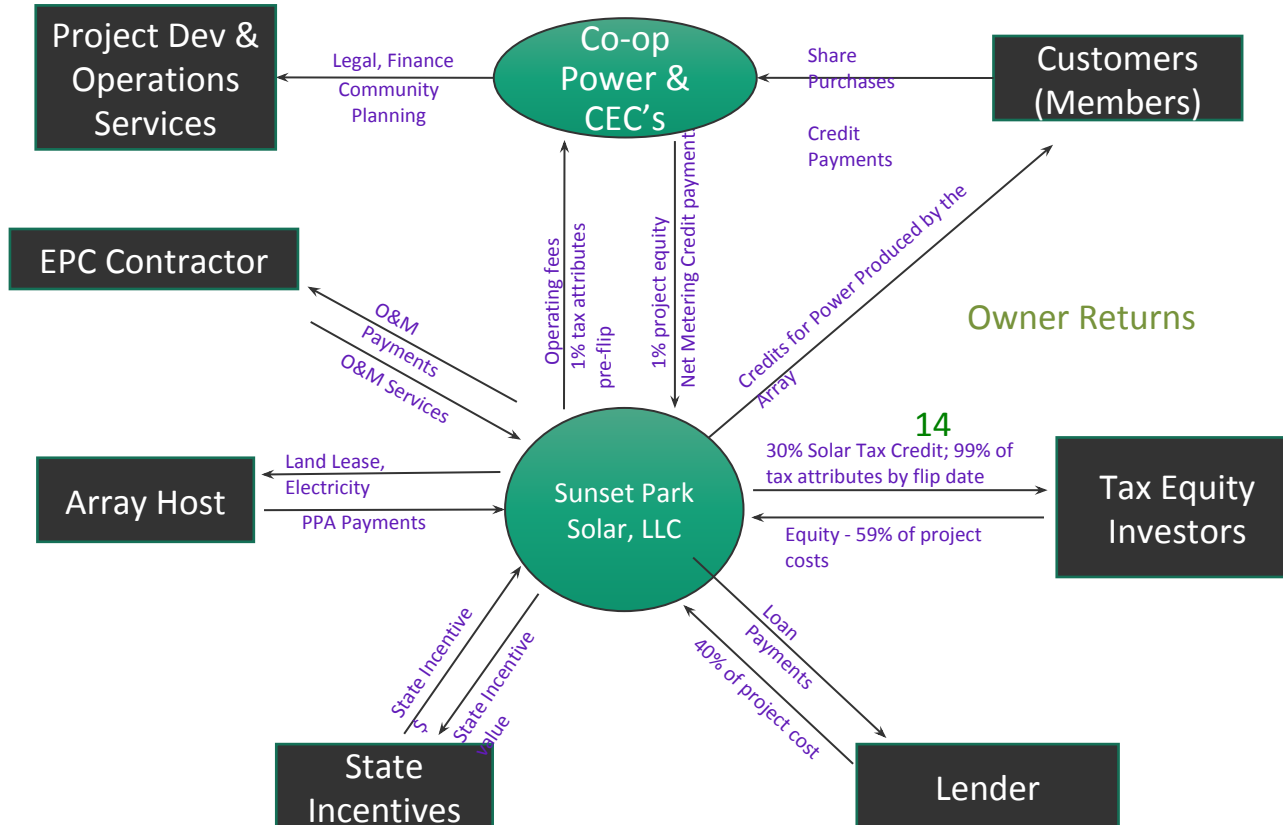 Project Dev &
Operations
Services
Legal, Finance
Community
Planning
Co-op
Power &
CEC's
Share
Purchases
Credit
Payments
Customers
(Members)
EPC Contractor
O&M
Payments
O&M Services
Operating fees
1% tax attributes
pre-flip
1% project equity
Net Metering Credit payment
Credits for Power Produced by the
Array
Owner Returns
14
30% Solar Tax Credit; 99% of
tax attributes by flip date
Equity - 59% of project
costs
Tax Equity
Investors
Array Host
Land Lease,
Electricity
PPA Payments
Sunset Park
Solar, LLC
State Incentive
$
State Incentive
value
State
Incentives
Loan
Payments
40% of project cost
Lender